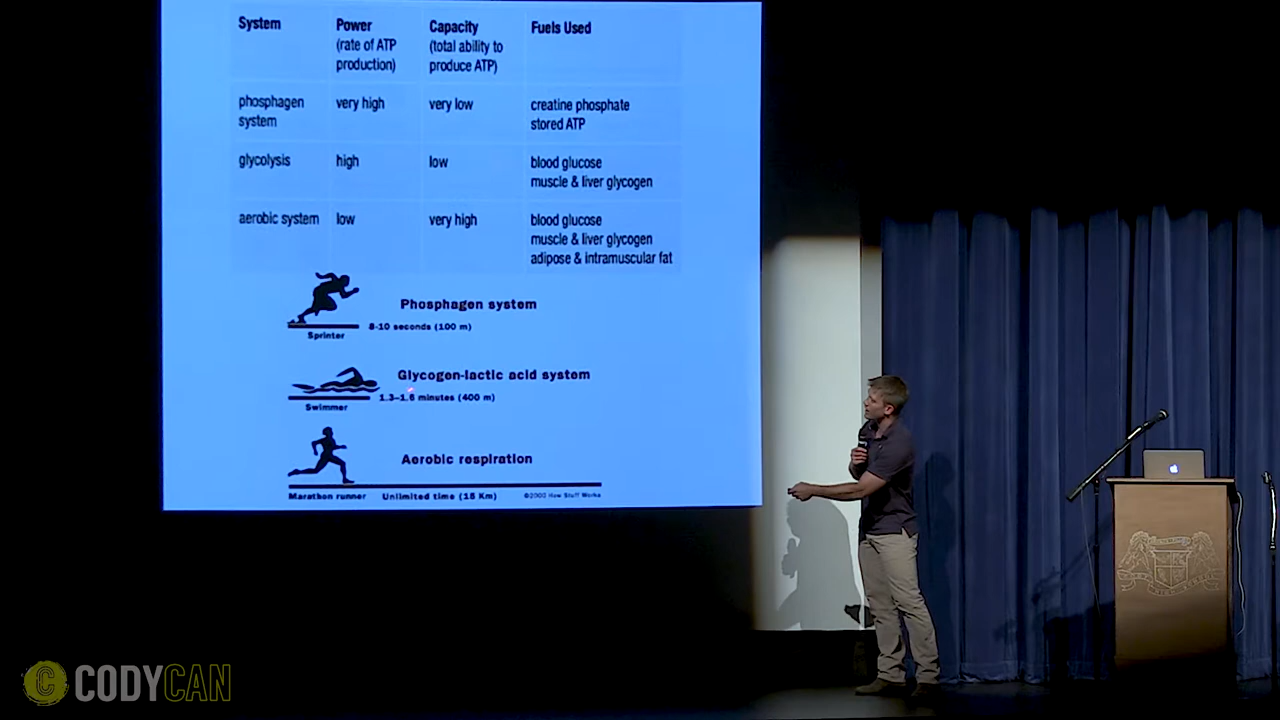 System
Power
(rate of ATP
production)
Capacity
(total ability to
produce ATP)
Fuels Used
phosphagen
system
very high
very low
creatine phosphate
stored ATP
glycolysis
high
low
blood glucose
muscle & liver glycogen
aerobic system
low
very high
blood glucose
muscle & liver glycogen
adipose & intramuscular fat
Phosphagen system
8-10 seconds (100 m)
Sprinter
Glycogen-lactic acid system
1.3–1.6 minutes (400 m)
Swimmer
Aerobic respiration
Marathon runner
Unlimited time (15 Km)
©2000 How Stuff Works
C CODYCAN